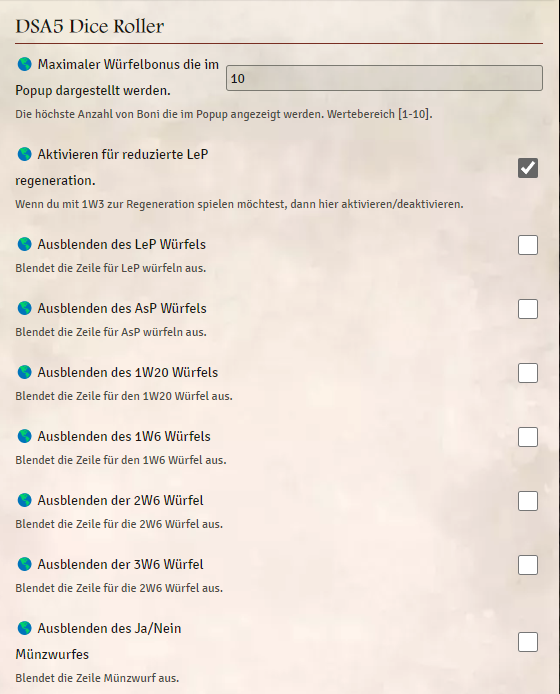 DSA5 Dice Roller
Maximaler Würfelbonus die im
Popup dargestellt werden.
10
Die höchste Anzahl von Boni die im Popup angezeigt werden. Wertebereich [1-10].
Aktivieren für reduzierte LeP
regeneration.
Wenn du mit 1W3 zur Regeneration spielen möchtest, dann hier aktivieren/deaktivieren.
Ausblenden des LeP Würfels
Blendet die Zeile für LeP würfeln aus.
Ausblenden des AsP Würfels
Blendet die Zeile für AsP würfeln aus.
Ausblenden des 1W20 Würfels
Blendet die Zeile für den 1W20 Würfel aus.
Ausblenden des 1W6 Würfels
Blendet die Zeile für den 1W6 Würfel aus.
Ausblenden der 2W6 Würfel
Blendet die Zeile für die 2W6 Würfel aus.
Ausblenden der 3W6 Würfel
Blendet die Zeile für die 2W6 Würfel aus.
Ausblenden des Ja/Nein
Münzwurfes
Blendet die Zeile Münzwurf aus.